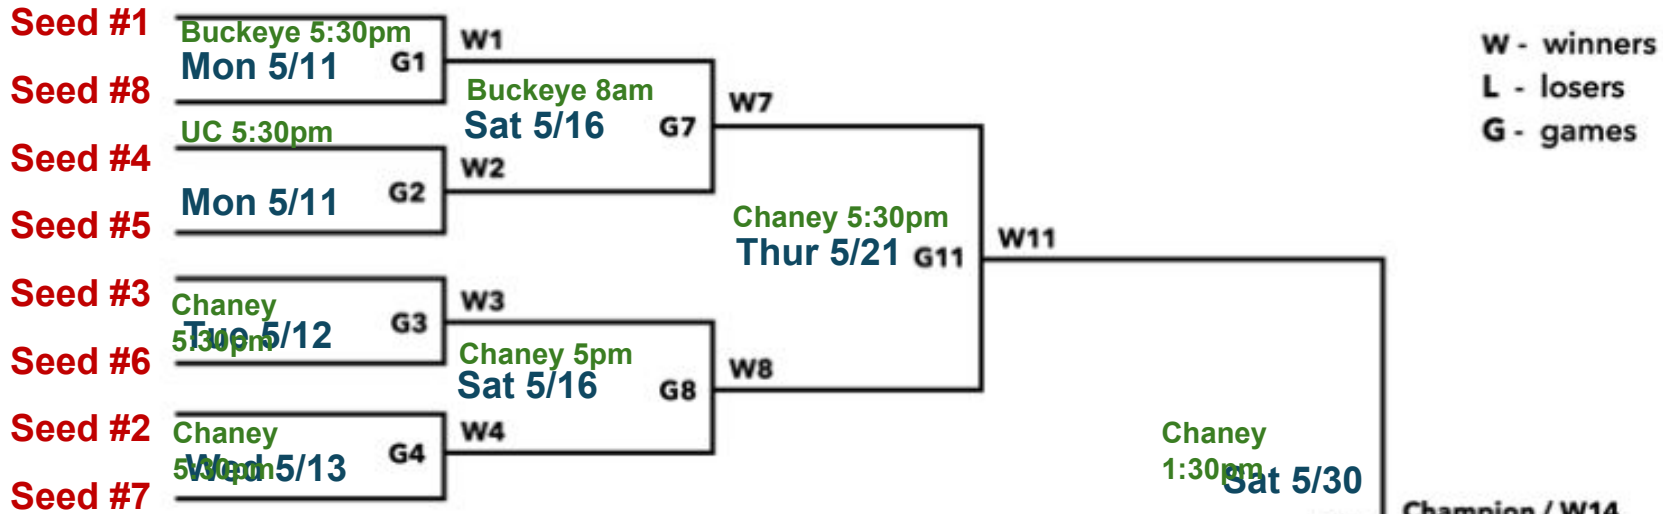 Seed #1
Buckeye 5:30pm
Mon 5/11
G1
W1
Seed #8
Buckeye 8am
Sat 5/16
G7
W7
UC 5:30pm
Seed #4
Mon 5/11
G2
W2
Seed #5
Chaney 5:30pm
Thur 5/21
G11
W11
Seed #3
Chaney
5:30pm
Tue 5/12
G3
W3
Seed #6
Chaney 5pm
Sat 5/16
G8
W8
Seed #2
Chaney
5:30pm
Wed 5/13
G4
W4
Seed #7
Chaney
1:30pm
Sat 5/30
Champion / W14
W - winners
L - losers
G - games